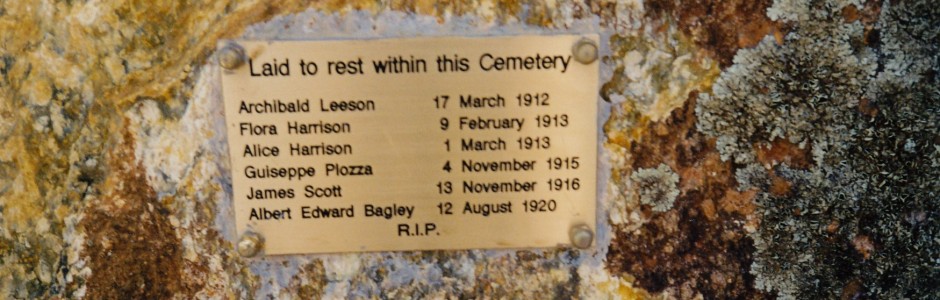 Laid to rest within this Cemetery
Archibald Leeson 17 March 1912
Flora Harrison 9 February 1913
Alice Harrison 1 March 1913
Guiseppe Plozza 4 November 1915
James Scott 13 November 1916
Albert Edward Bagley 12 August 1920
R.I.P.